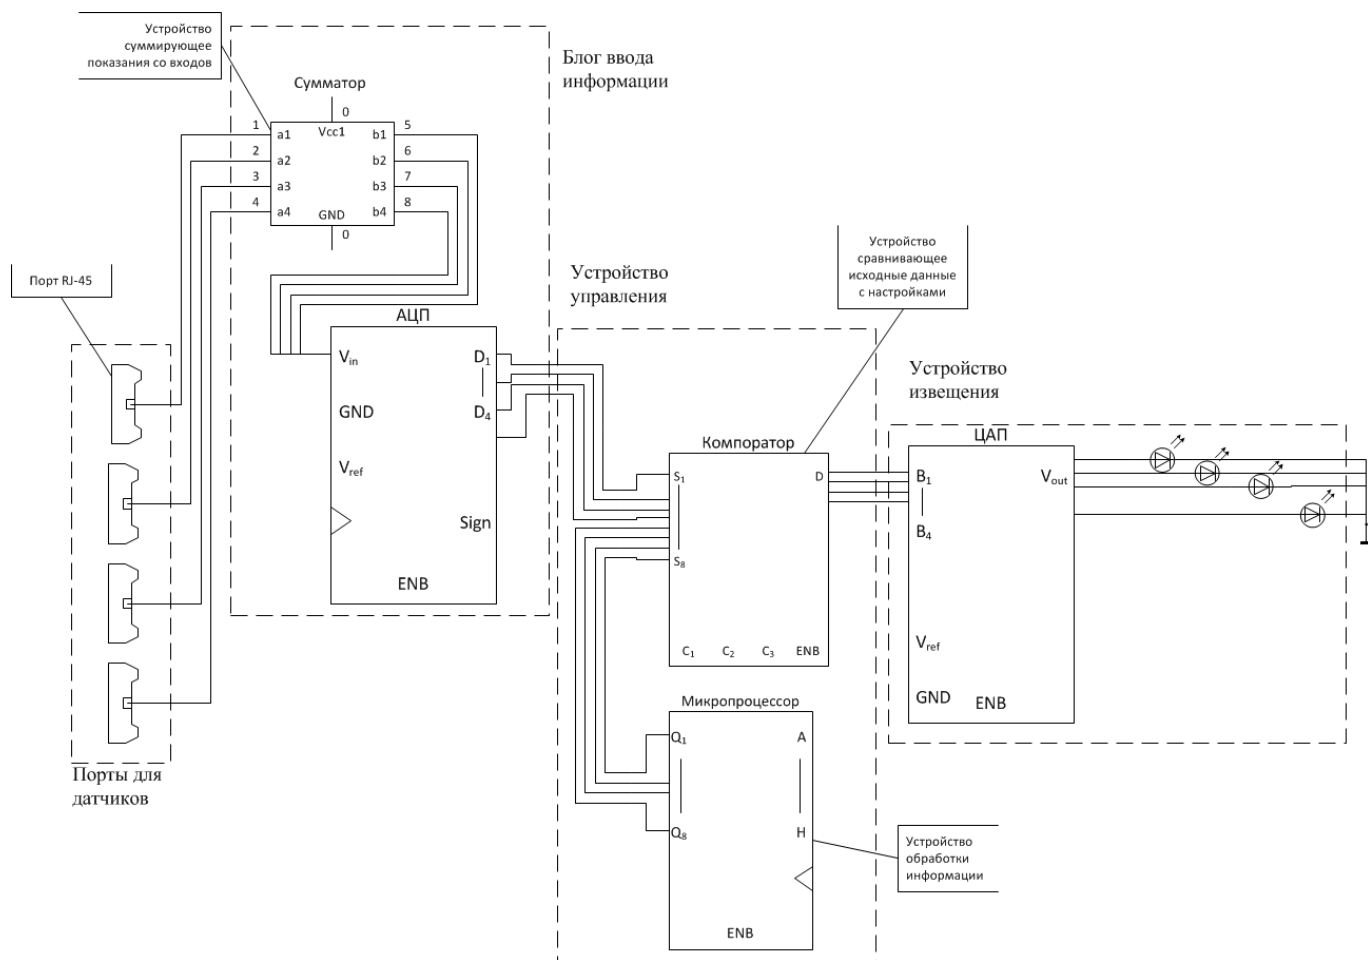 Устройство
суммирующее
показания со входов
Блог ввода
информации
Сумматор
0
1
a1
Vcc1
b1
5
2
a2
b2
6
3
a3
b3
7
4
a4
GND
b4
8
0
Порт RJ-45
Порты для
датчиков
АЦП
Vin
D1
GND
D4
Vref
Sign
ENB
Устройство
управления
Устройство
сравнивающее
исходные данные
с настройками
Компоратор
S1
D
S8
C1
C2
C3
ENB
Микропроцессор
Q1
A
Q8
H
ENB
Устройство
обработки
информации
Устройство
извещения
ЦАП
B1
Vout
B4
Vref
GND
ENB